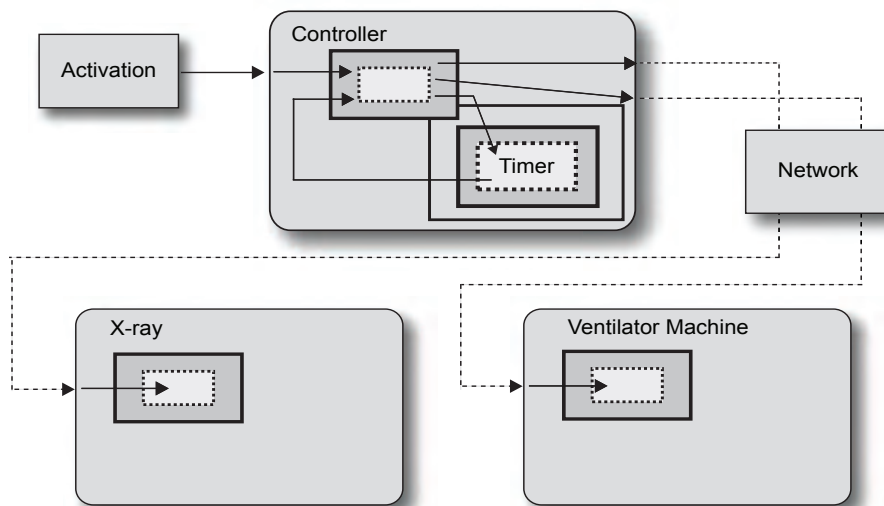 Controller
Activation
Timer
Network
X-ray
Ventilator Machine